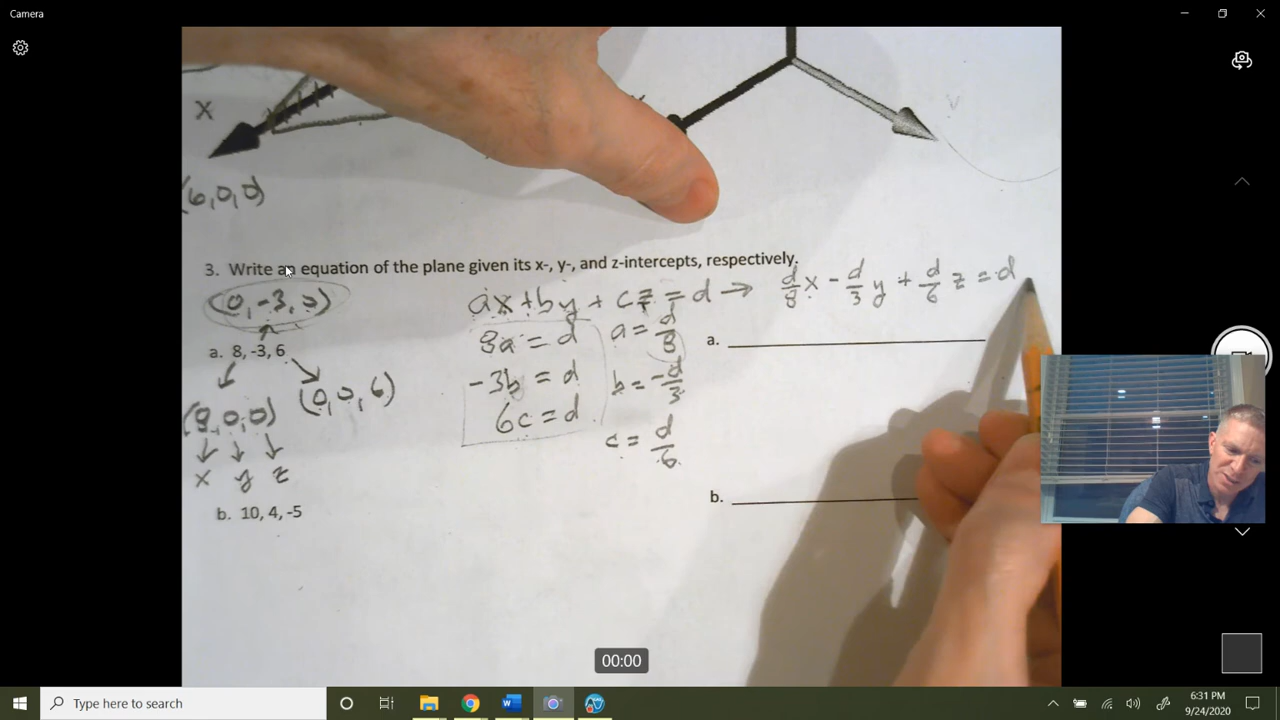 Camera
X
(6,0,0)
3. Write an equation of the plane given its x-, y-, and z-intercepts, respectively.
(0,-3,0)
ax+by+cz=d → d/8 x - d/3 y + d/6 z = d
a. 8, -3, 6
8a = d
a = d/8
a.
-3b = d
b = -d/3
(8,0,0)
(0,0,6)
6c = d
c = d/6
x y z
b. 10, 4, -5
b.
00:00
Type here to search
6:31 PM
9/24/2020